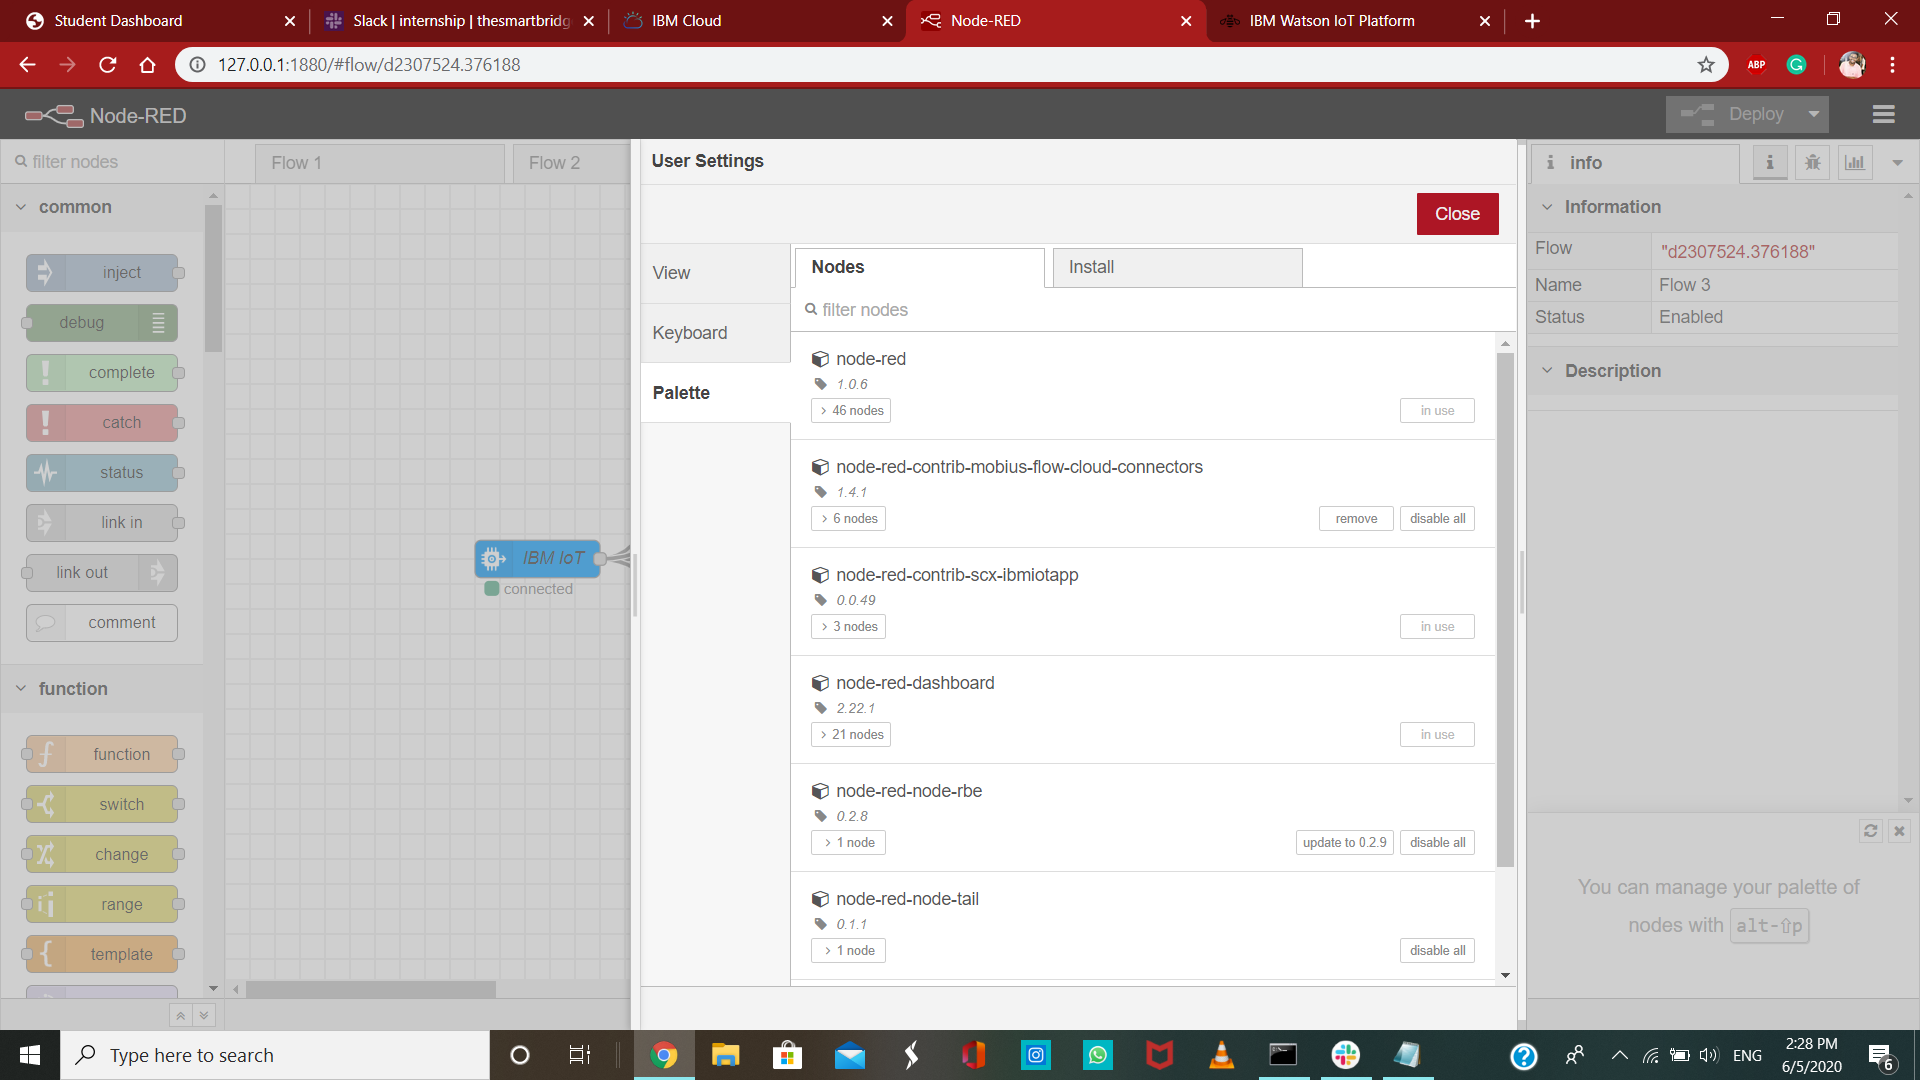 Student Dashboard
Slack | internship | thesmartbridg
IBM Cloud
Node-RED
IBM Watson IoT Platform
127.0.0.1:1880/#flow/d2307524.376188
ABP
Node-RED
Deploy
filter nodes
Flow 1
Flow 2
User Settings
info
Close
common
inject
debug
complete
catch
status
link in
link out
comment
function
function
switch
change
range
template
IBM IoT
connected
View
Keyboard
Palette
Nodes
Install
filter nodes
node-red
1.0.6
46 nodes
in use
node-red-contrib-mobius-flow-cloud-connectors
1.4.1
6 nodes
remove
disable all
node-red-contrib-scx-ibmiotapp
0.0.49
3 nodes
in use
node-red-dashboard
2.22.1
21 nodes
in use
node-red-node-rbe
0.2.8
1 node
update to 0.2.9
disable all
node-red-node-tail
0.1.1
1 node
disable all
Information
Flow "d2307524.376188"
Name Flow 3
Status Enabled
Description
You can manage your palette of
nodes with alt-⇧p
Type here to search
ENG
2:28 PM
6/5/2020
6